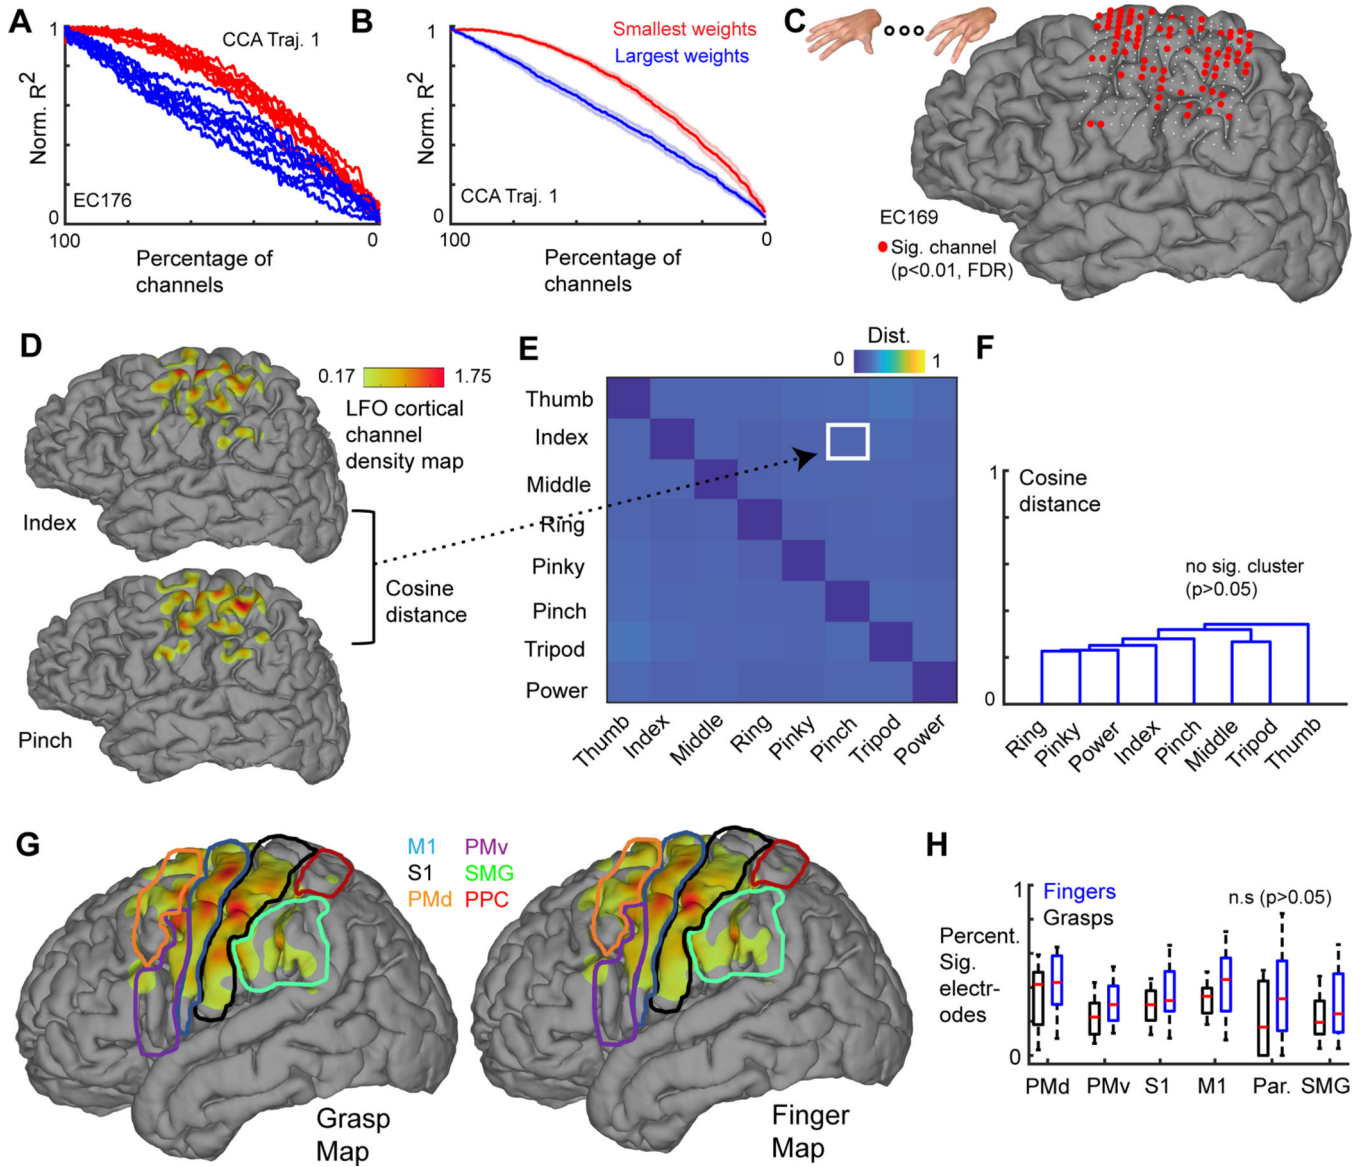 A
1
Norm. R2
0
CCA Traj. 1
EC176
100
0
Percentage of
channels
B
1
Norm. R2
0
Smallest weights
Largest weights
CCA Traj. 1
100
0
Percentage of
channels
C
EC169
Sig. channel
(p<0.01, FDR)
D
0.17
1.75
LFO cortical
channel
density map
Index
Cosine
distance
Pinch
E
Dist.
0
1
Thumb
Index
Middle
Ring
Pinky
Pinch
Tripod
Power
Thumb
Index
Middle
Ring
Pinky
Pinch
Tripod
Power
F
1
Cosine
distance
no sig. cluster
(p>0.05)
0
Ring
Pinky
Power
Index
Pinch
Middle
Tripod
Thumb
G
M1 PMv
S1 SMG
PMd PPC
Grasp
Map
Finger
Map
H
1
Fingers
Grasps
n.s (p>0.05)
Percent.
Sig.
electr-
odes
0
PMd PMv S1 M1 Par. SMG